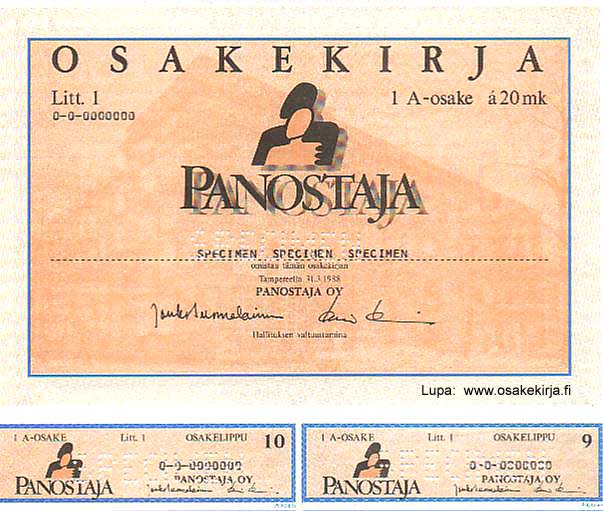 OSAKEKIRJA
Litt. 1 1 A-osake á 20 mk
0-0-0000000
PANOSTAJA
SPECIMEN SPECIMEN SPECIMEN
omistaa tämän osakekirjan
Tampereella 31.3.1988
PANOSTAJA OY
Hallituksen valtuuttamina
Lupa: www.osakekirja.fi
1 A-OSAKE Litt. 1 OSAKELIPPU 10
0-0-0000000
PANOSTAJA OY
PANOSTAJA
1 A-OSAKE Litt. 1 OSAKELIPPU 9
0-0-0000000
PANOSTAJA OY
PANOSTAJA